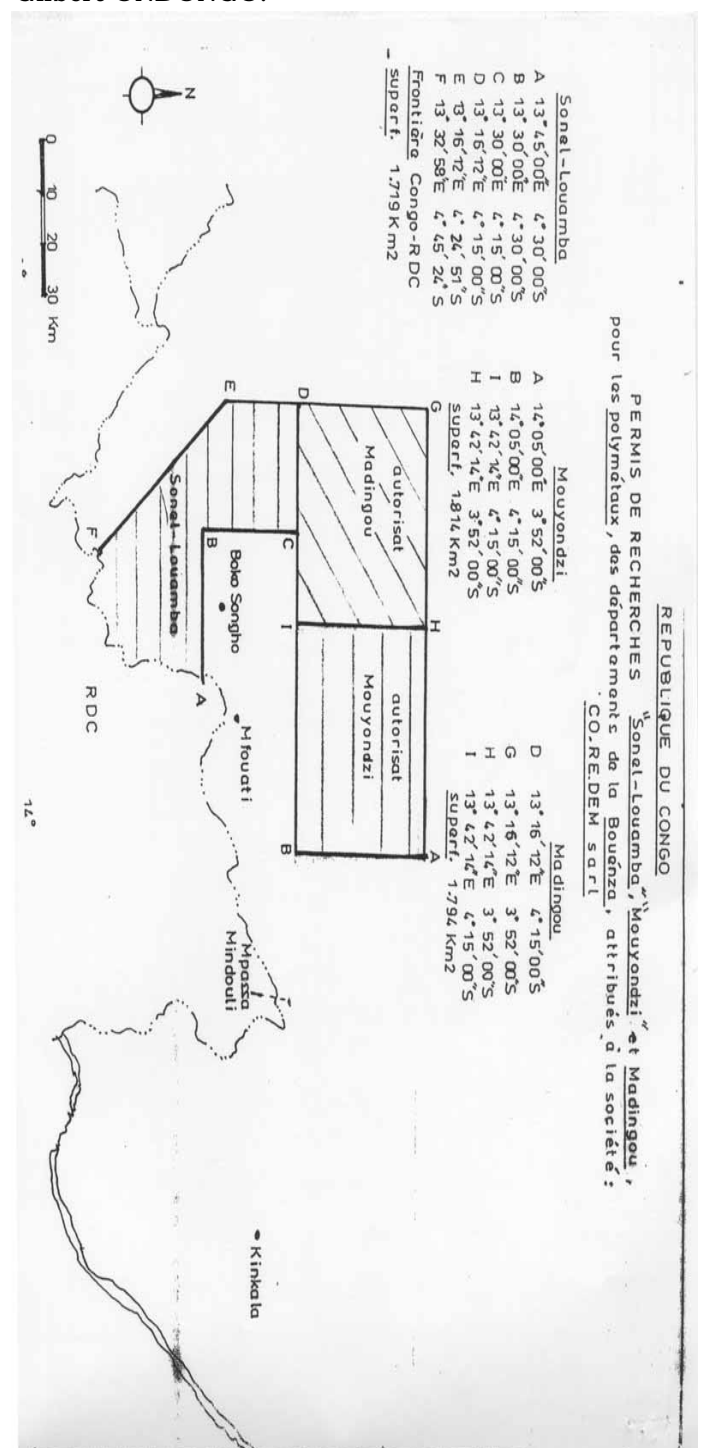 REPUBLIQUE DU CONGO
PERMIS DE RECHERCHES "Sonel-Louamba," "Mouyondzi" et Madingou,
pour les polymétaux, des départements de la Bouénza, attribués à la société:
CO.RE.DEM sarl
Sonel-Louamba
A 13°45'00"E 4°30'00"S
B 13°30'00"E 4°30'00"S
C 13°30'00"E 4°15'00"S
D 13°16'12"E 4°15'00"S
E 13°16'12"E 4°24'51"S
F 13°32'58"E 4°45'24"S
Frontière Congo-RDC
- superf. 1.719 Km2
Mouyondzi
A 14°05'00"E 3°52'00"S
B 14°05'00"E 4°15'00"S
I 13°42'14"E 4°15'00"S
H 13°42'14"E 3°52'00"S
superf. 1.814 Km2
Madingou
D 13°16'12"E 4°15'00"S
G 13°16'12"E 3°52'00"S
H 13°42'14"E 3°52'00"S
I 13°42'14"E 4°15'00"S
superf. 1.794 Km2
G
H
A
autorisat
Madingou
autorisat
Mouyondzi
D
C
I
B
E
B
Boko Songho
A
Mfouati
Sonel-Louamba
F
RDC
Mpassa
Mindouli
Kinkala
14°
N
0 10 20 30 Km